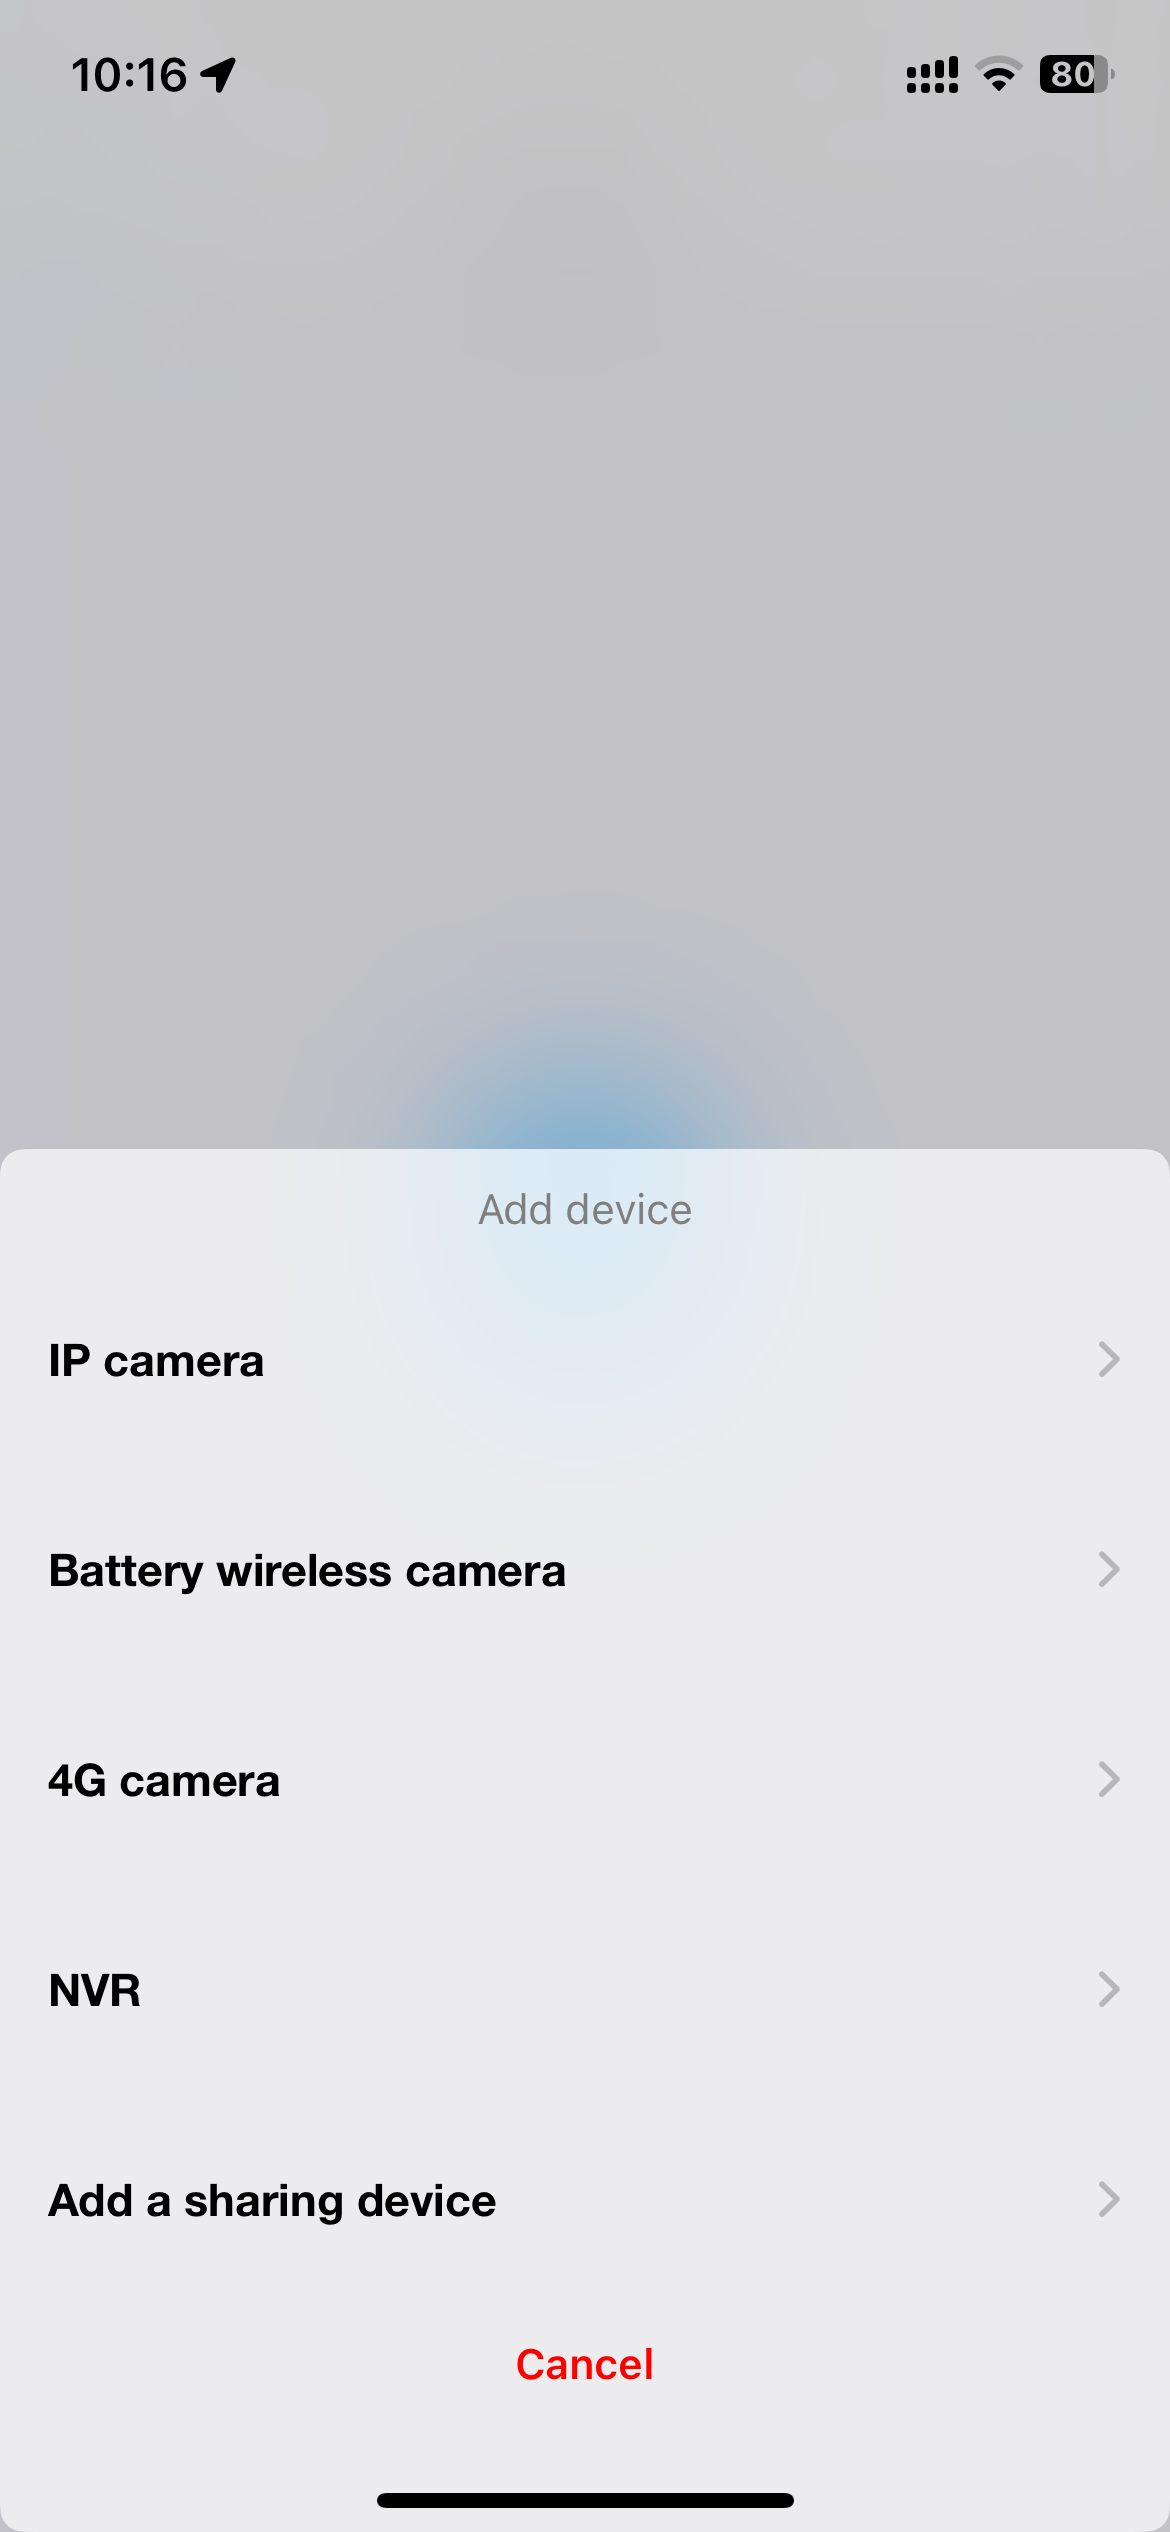 10:16
80
Add device
IP camera
Battery wireless camera
4G camera
NVR
Add a sharing device
Cancel